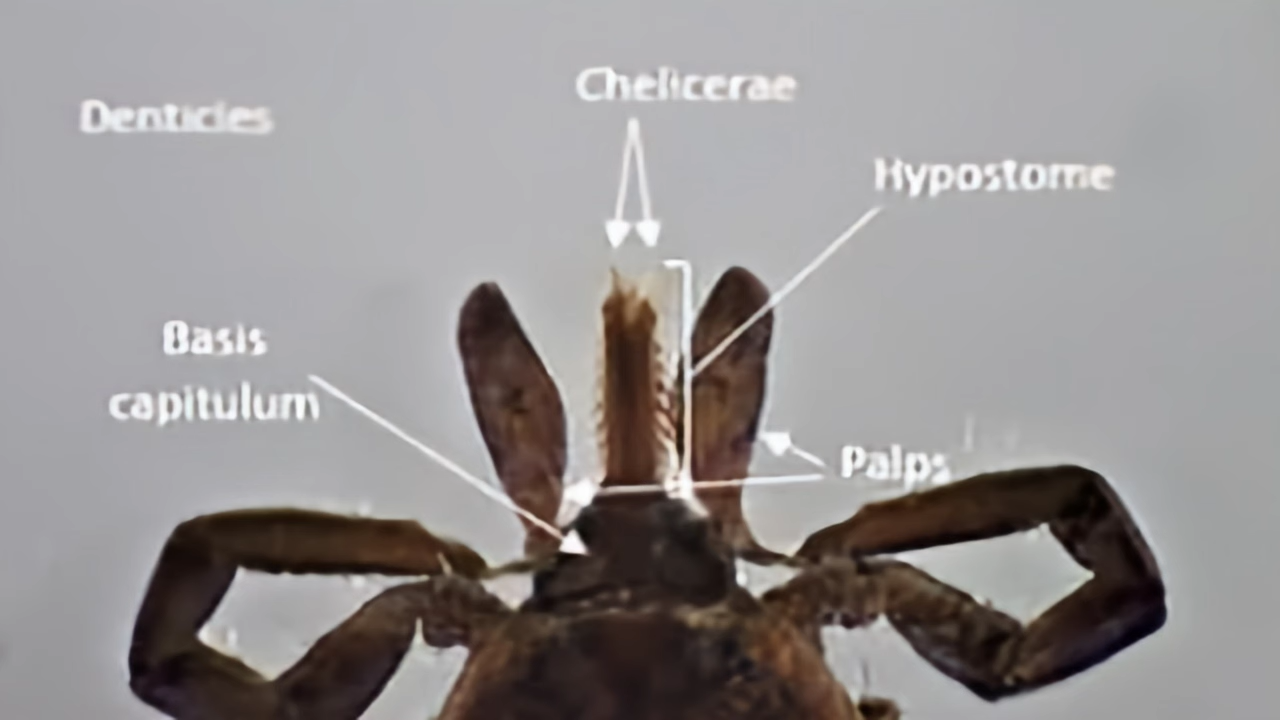 Chelicerae
Denticles
Hypostome
Basis
capitulum
Palps